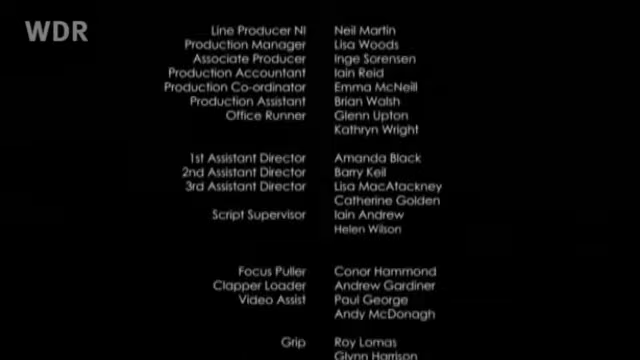 WDR
Line Producer NI Neil Martin
Production Manager Lisa Woods
Associate Producer Inge Sorensen
Production Accountant Iain Reid
Production Co-ordinator Emma McNeill
Production Assistant Brian Walsh
Office Runner Glenn Upton
Kathryn Wright
1st Assistant Director Amanda Black
2nd Assistant Director Barry Keil
3rd Assistant Director Lisa MacAtackney
Catherine Golden
Script Supervisor Iain Andrew
Helen Wilson
Focus Puller Conor Hammond
Clapper Loader Andrew Gardiner
Video Assist Paul George
Andy McDonagh
Grip Roy Lomas
Glynn Harrison